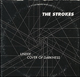 THE STROKES
UNDER
COVER OF DARKNESS